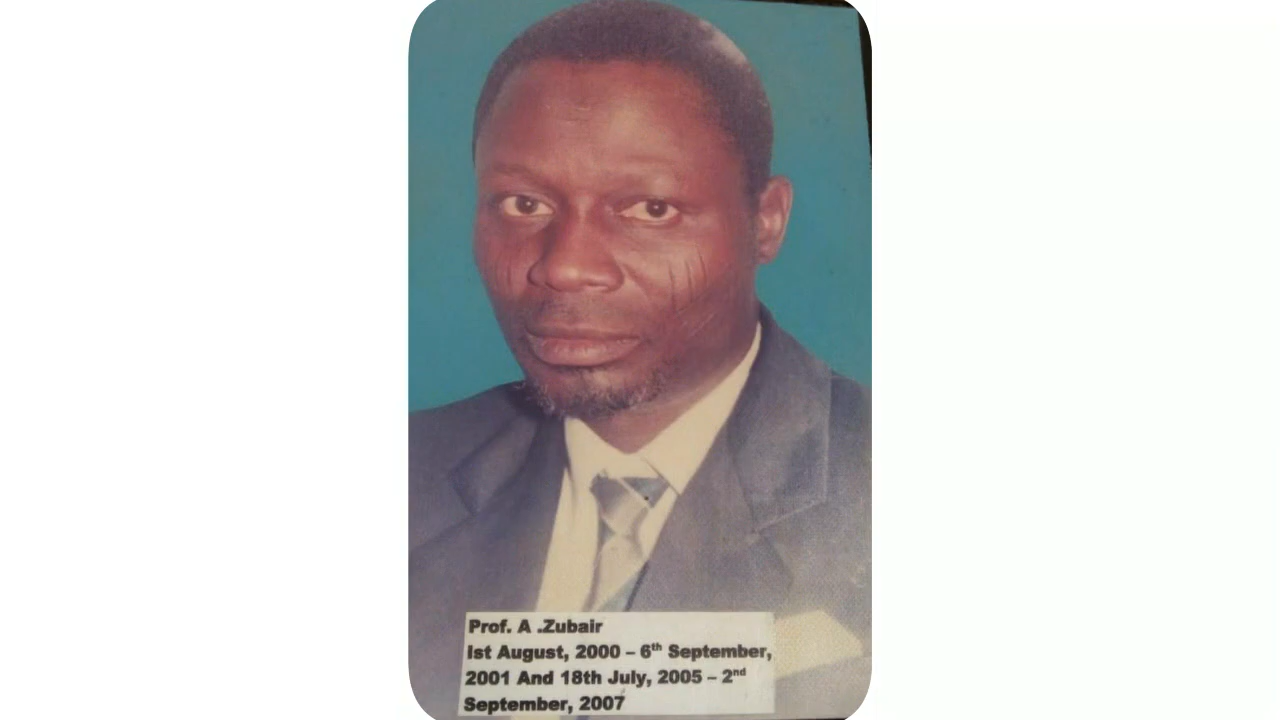 Prof. A .Zubair
Ist August, 2000 – 6th September,
2001 And 18th July, 2005 – 2nd
September, 2007